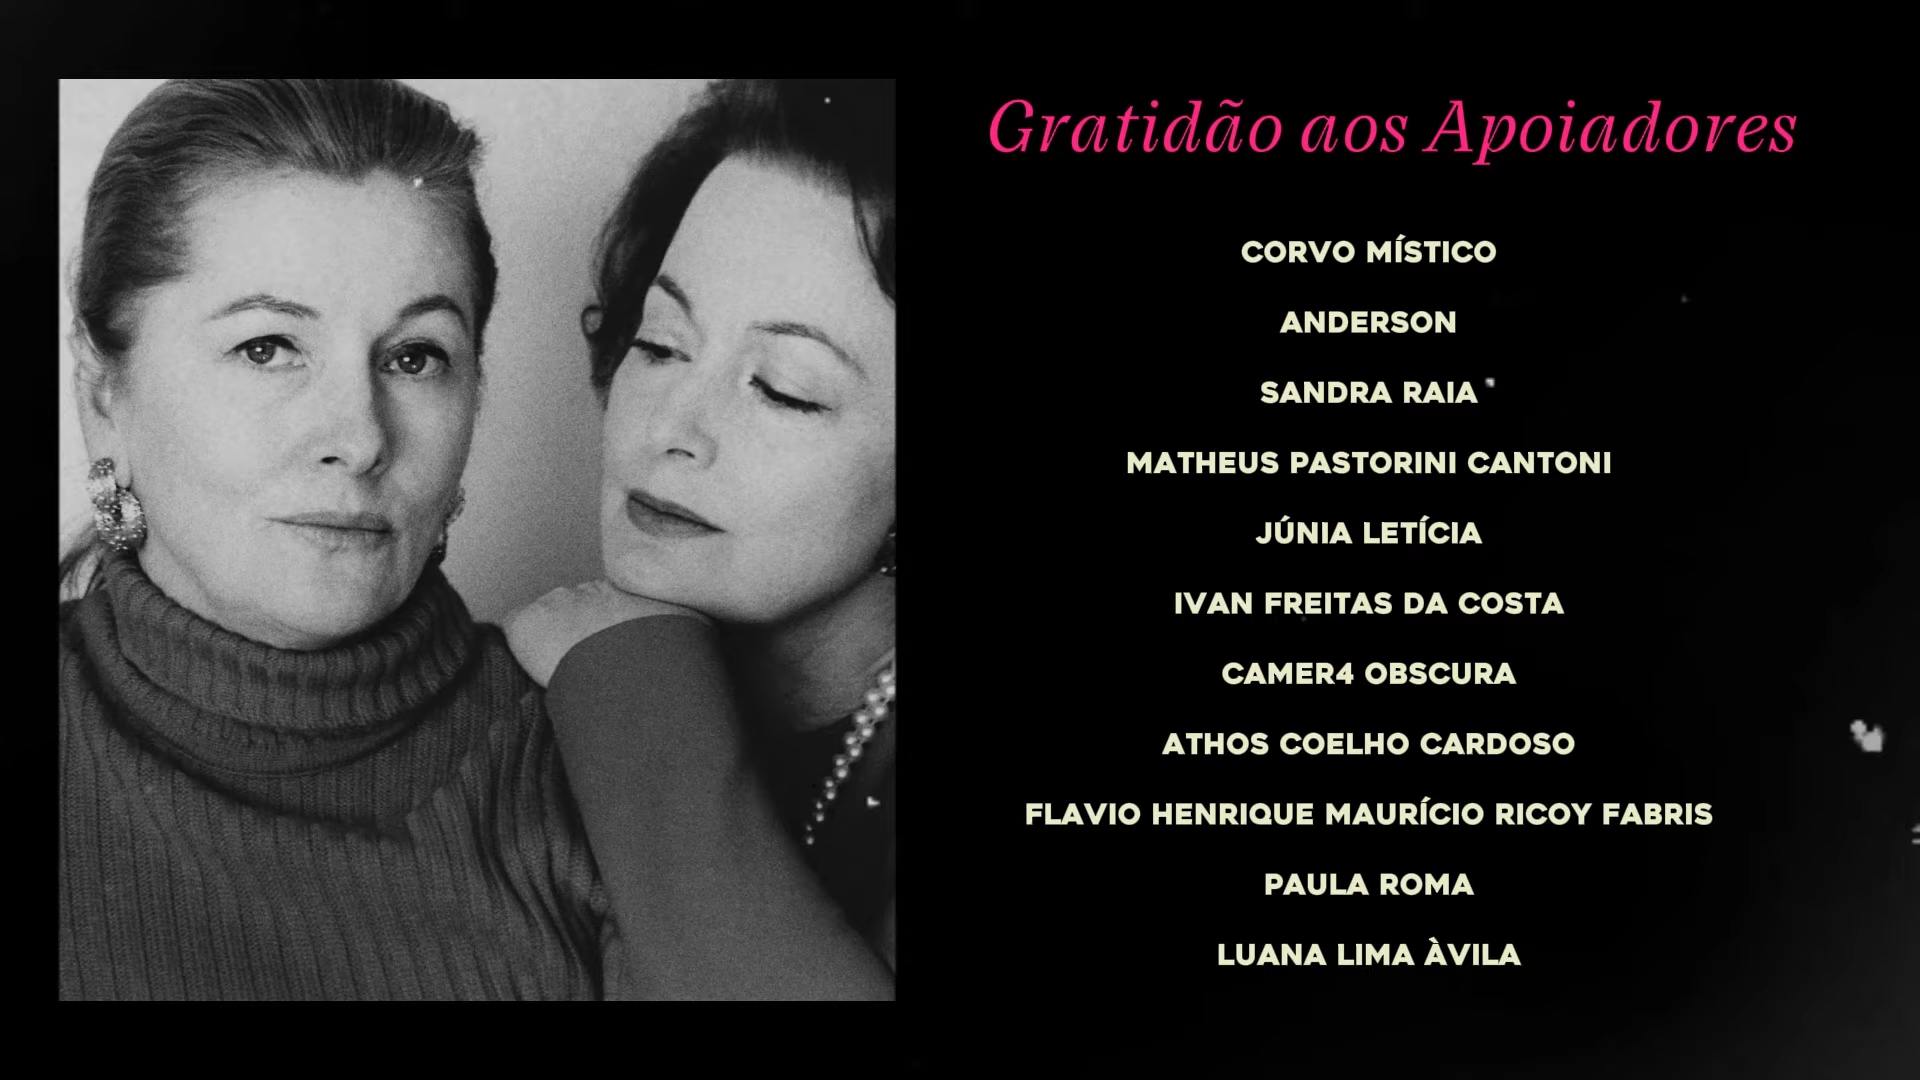 Gratidão aos Apoiadores
CORVO MÍSTICO
ANDERSON
SANDRA RAIA
MATHEUS PASTORINI CANTONI
JÚNIA LETÍCIA
IVAN FREITAS DA COSTA
CAMER4 OBSCURA
ATHOS COELHO CARDOSO
FLAVIO HENRIQUE MAURÍCIO RICOY FABRIS
PAULA ROMA
LUANA LIMA ÀVILA